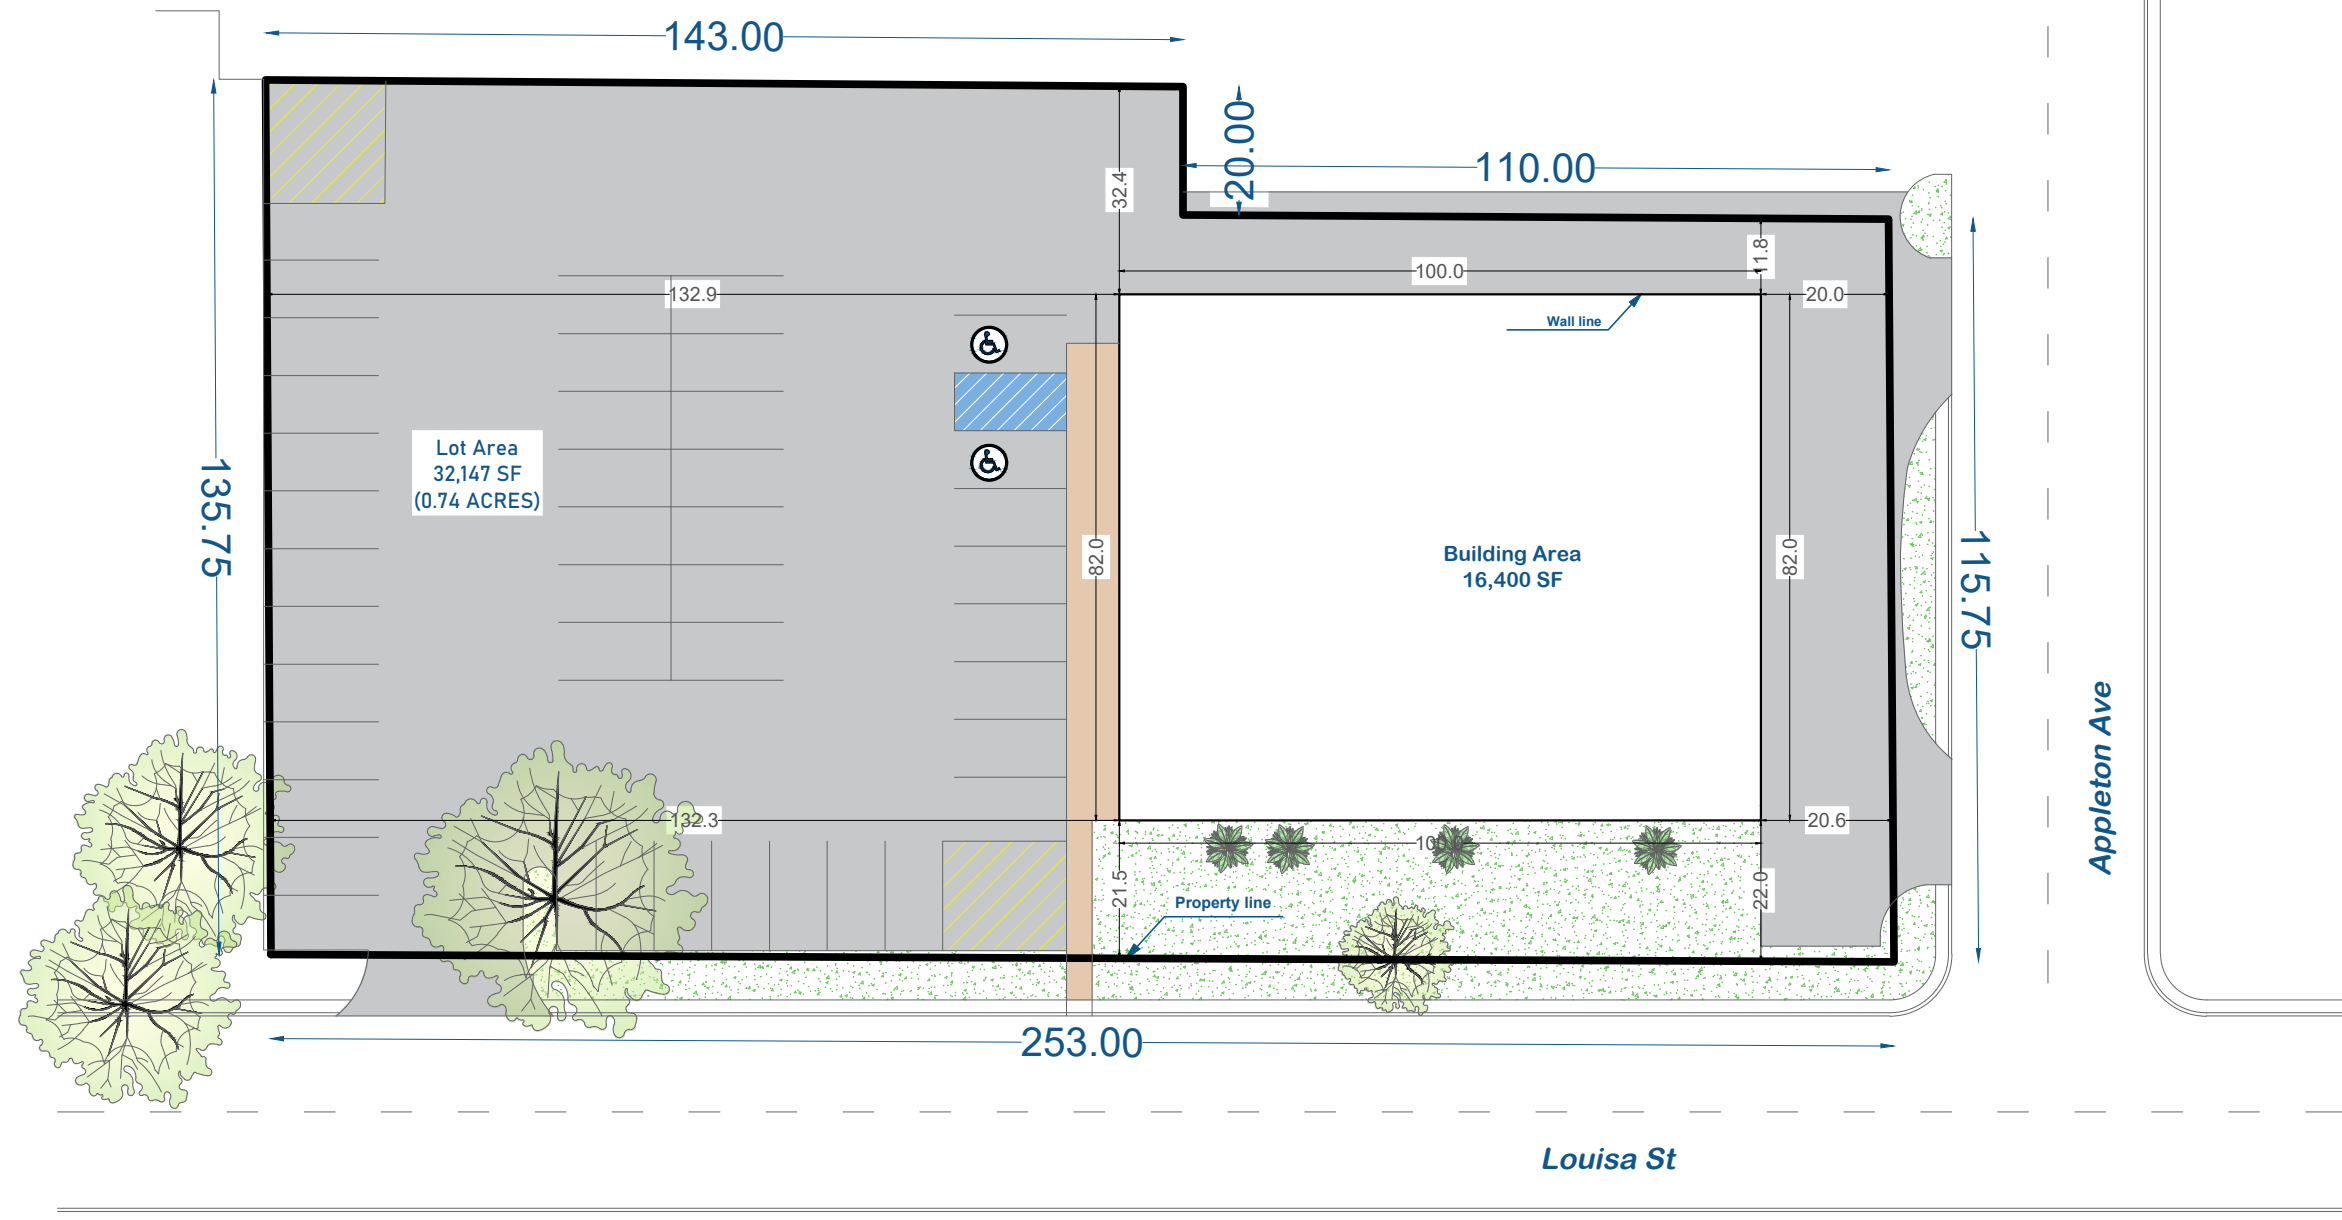 143.00
20.00
110.00
32.4
11.8
100.0
132.9
20.0
Wall line
Lot Area
32,147 SF
(0.74 ACRES)
135.75
82.0
Building Area
16,400 SF
82.0
115.75
Appleton Ave
132.3
20.6
100.0
21.5
Property line
22.0
253.00
Louisa St